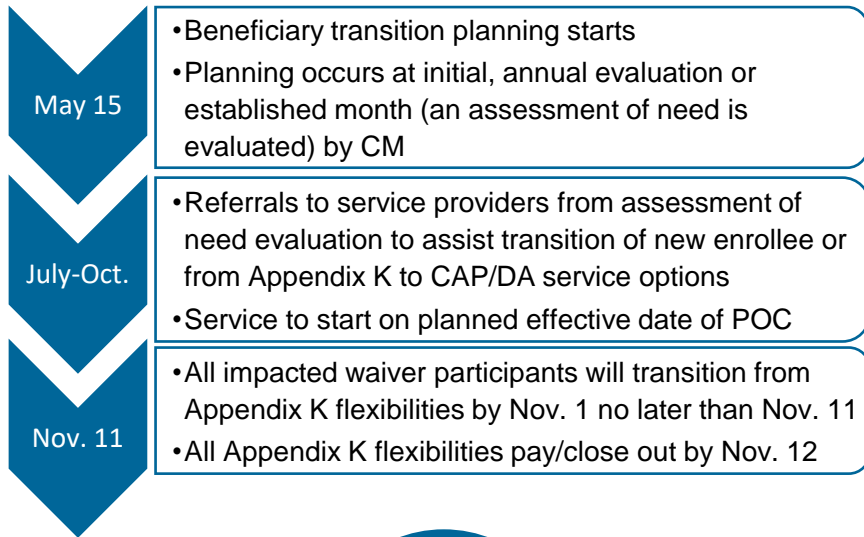 May 15
•Beneficiary transition planning starts
•Planning occurs at initial, annual evaluation or
established month (an assessment of need is
evaluated) by CM
July-Oct.
•Referrals to service providers from assessment of
need evaluation to assist transition of new enrollee or
from Appendix K to CAP/DA service options
•Service to start on planned effective date of POC
Nov. 11
•All impacted waiver participants will transition from
Appendix K flexibilities by Nov. 1 no later than Nov. 11
•All Appendix K flexibilities pay/close out by Nov. 12